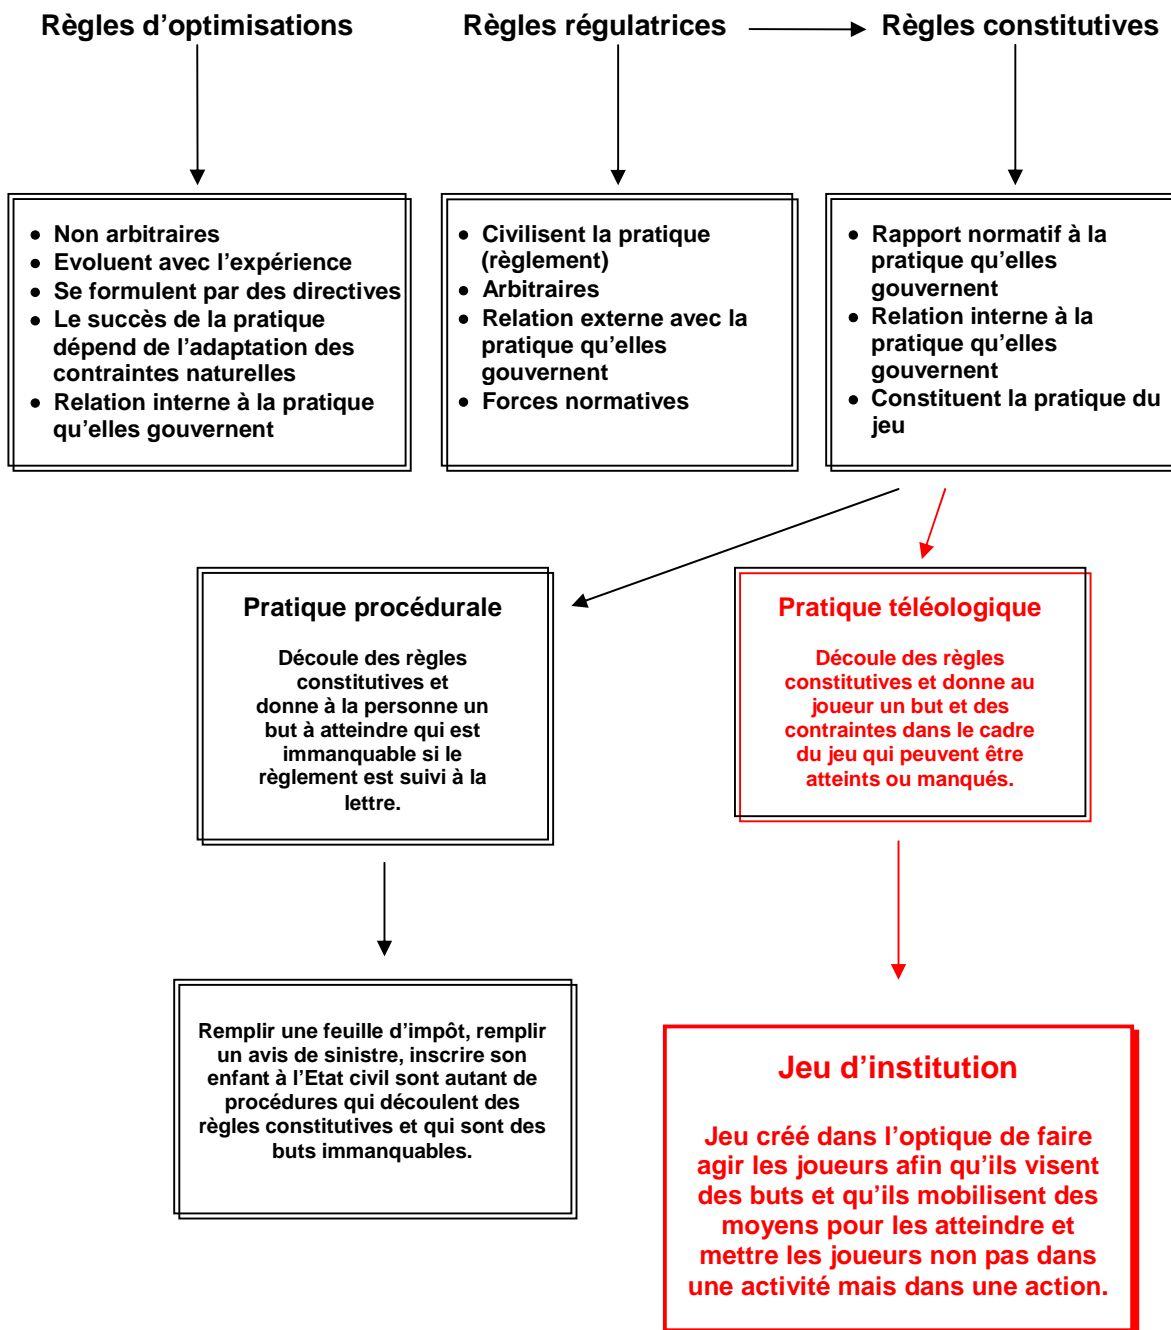 Règles d'optimisations
Règles régulatrices
Règles constitutives
• Non arbitraires
• Evoluent avec l'expérience
• Se formulent par des directives
• Le succès de la pratique
dépend de l'adaptation des
contraintes naturelles
• Relation interne à la pratique
qu'elles gouvernent
• Civilisent la pratique
(règlement)
• Arbitraires
• Relation externe avec la
pratique qu'elles
gouvernent
• Forces normatives
• Rapport normatif à la
pratique qu'elles
gouvernent
• Relation interne à la
pratique qu'elles
gouvernent
• Constituent la pratique du
jeu
Pratique procédurale
Découle des règles
constitutives et
donne à la personne un
but à atteindre qui est
immanquable si le
règlement est suivi à la
lettre.
Pratique téléologique
Découle des règles
constitutives et donne au
joueur un but et des
contraintes dans le cadre
du jeu qui peuvent être
atteints ou manqués.
Remplir une feuille d'impôt, remplir
un avis de sinistre, inscrire son
enfant à l'Etat civil sont autant de
procédures qui découlent des
règles constitutives et qui sont des
buts immanquables.
Jeu d'institution
Jeu créé dans l'optique de faire
agir les joueurs afin qu'ils visent
des buts et qu'ils mobilisent des
moyens pour les atteindre et
mettre les joueurs non pas dans
une activité mais dans une action.